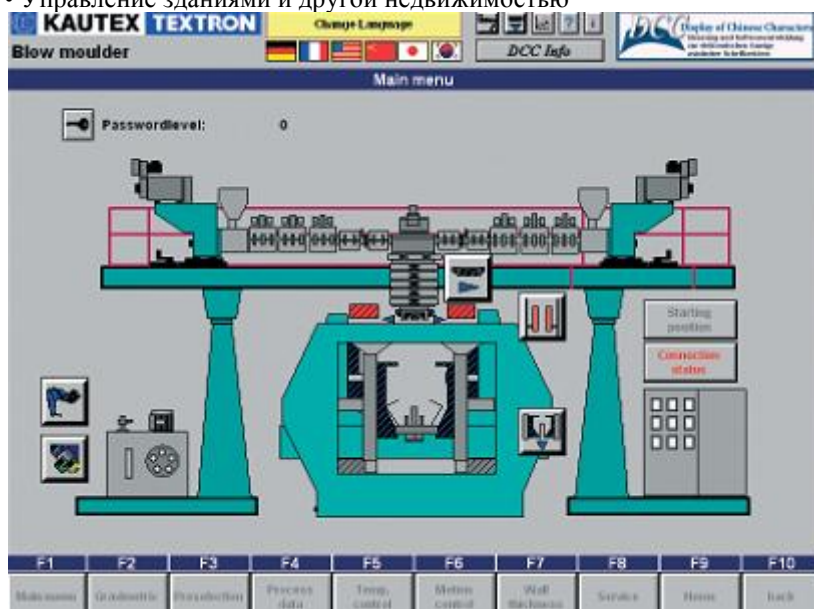 • Управление зданиями и другой недвижимостью
KAUTEX TEXTRON
Change Language
Display of Chinese Characters
Blow moulder
DCC Info
DCC
Main menu
Passwordlevel: 0
Starting
position
Connection
status
F1 F2 F3 F4 F5 F6 F7 F8 F9 F10
Main menu Gravimetric Preselection Process Temp. Motion Wall Service Menu back
data control control thickness